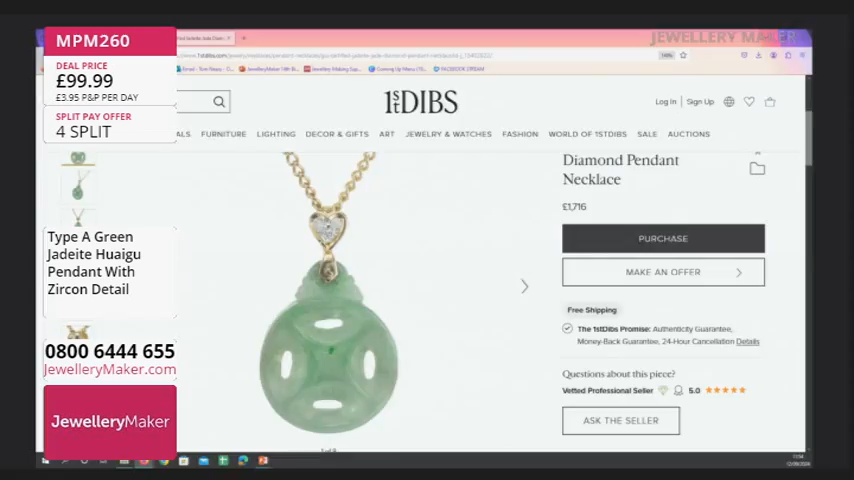 MPM260
DEAL PRICE
£99.99
£3.95 P&P PER DAY
SPLIT PAY OFFER
4 SPLIT
Type A Green
Jadeite Huaigu
Pendant With
Zircon Detail
0800 6444 655
JewelleryMaker.com
JewelleryMaker
JEWELLERY MAKER
1STDIBS
Log In | Sign Up
FURNITURE LIGHTING DECOR & GIFTS ART JEWELRY & WATCHES FASHION WORLD OF 1STDIBS SALE AUCTIONS
Diamond Pendant
Necklace
£1,716
PURCHASE
MAKE AN OFFER
Free Shipping
The 1stDibs Promise: Authenticity Guarantee,
Money-Back Guarantee, 24-Hour Cancellation Details
Questions about this piece?
Vetted Professional Seller 5.0
ASK THE SELLER